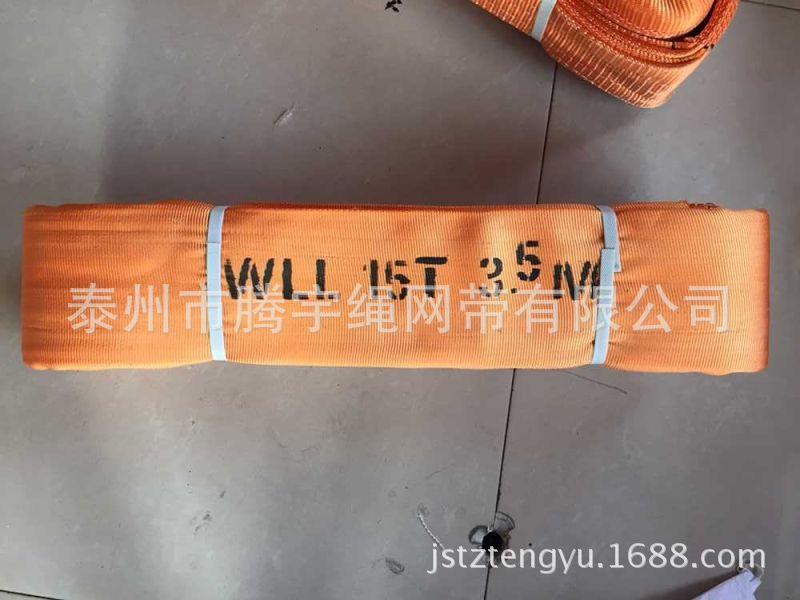 WLL 15T 3.5M
泰州市腾宇绳网带有限公司
jstztengyu.1688.com